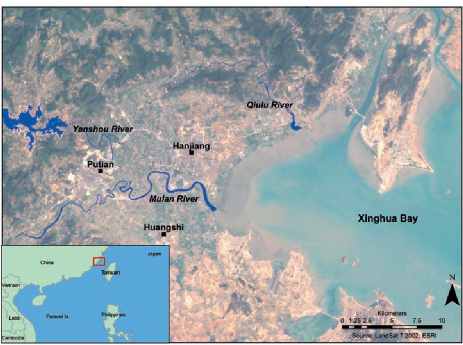 Qiulu River
Yanshou River
Hanjiang
Putian
Mulan River
Xinghua Bay
Huangshi
China
Japan
Taiwan
Vietnam
Paracel Is.
Laos
Philippines
Cambodia
N
Kilometers
0 1.25 2.5 5 7.5 10
Source: LandSat 7 2002, ESRI